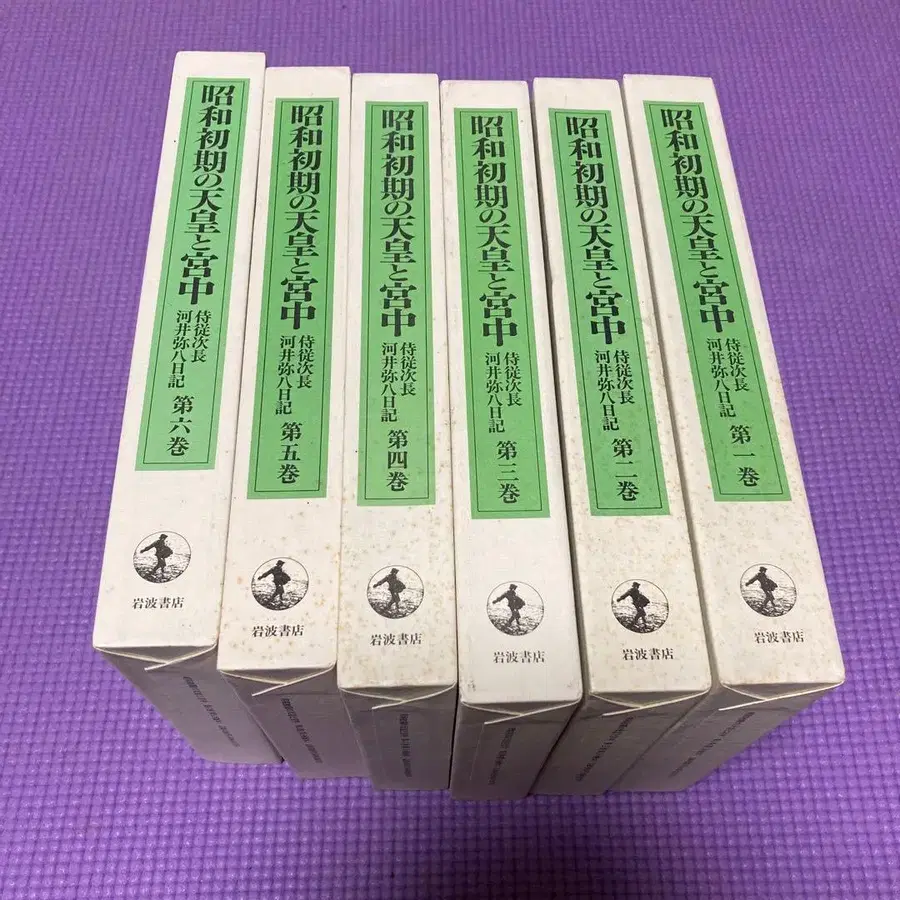 昭和初期の天皇と宮中
侍従次長
河井弥八日記
第一巻
岩波書店
昭和初期の天皇と宮中
侍従次長
河井弥八日記
第二巻
岩波書店
昭和初期の天皇と宮中
侍従次長
河井弥八日記
第三巻
岩波書店
昭和初期の天皇と宮中
侍従次長
河井弥八日記
第四巻
岩波書店
昭和初期の天皇と宮中
侍従次長
河井弥八日記
第五巻
岩波書店
昭和初期の天皇と宮中
侍従次長
河井弥八日記
第六巻
岩波書店